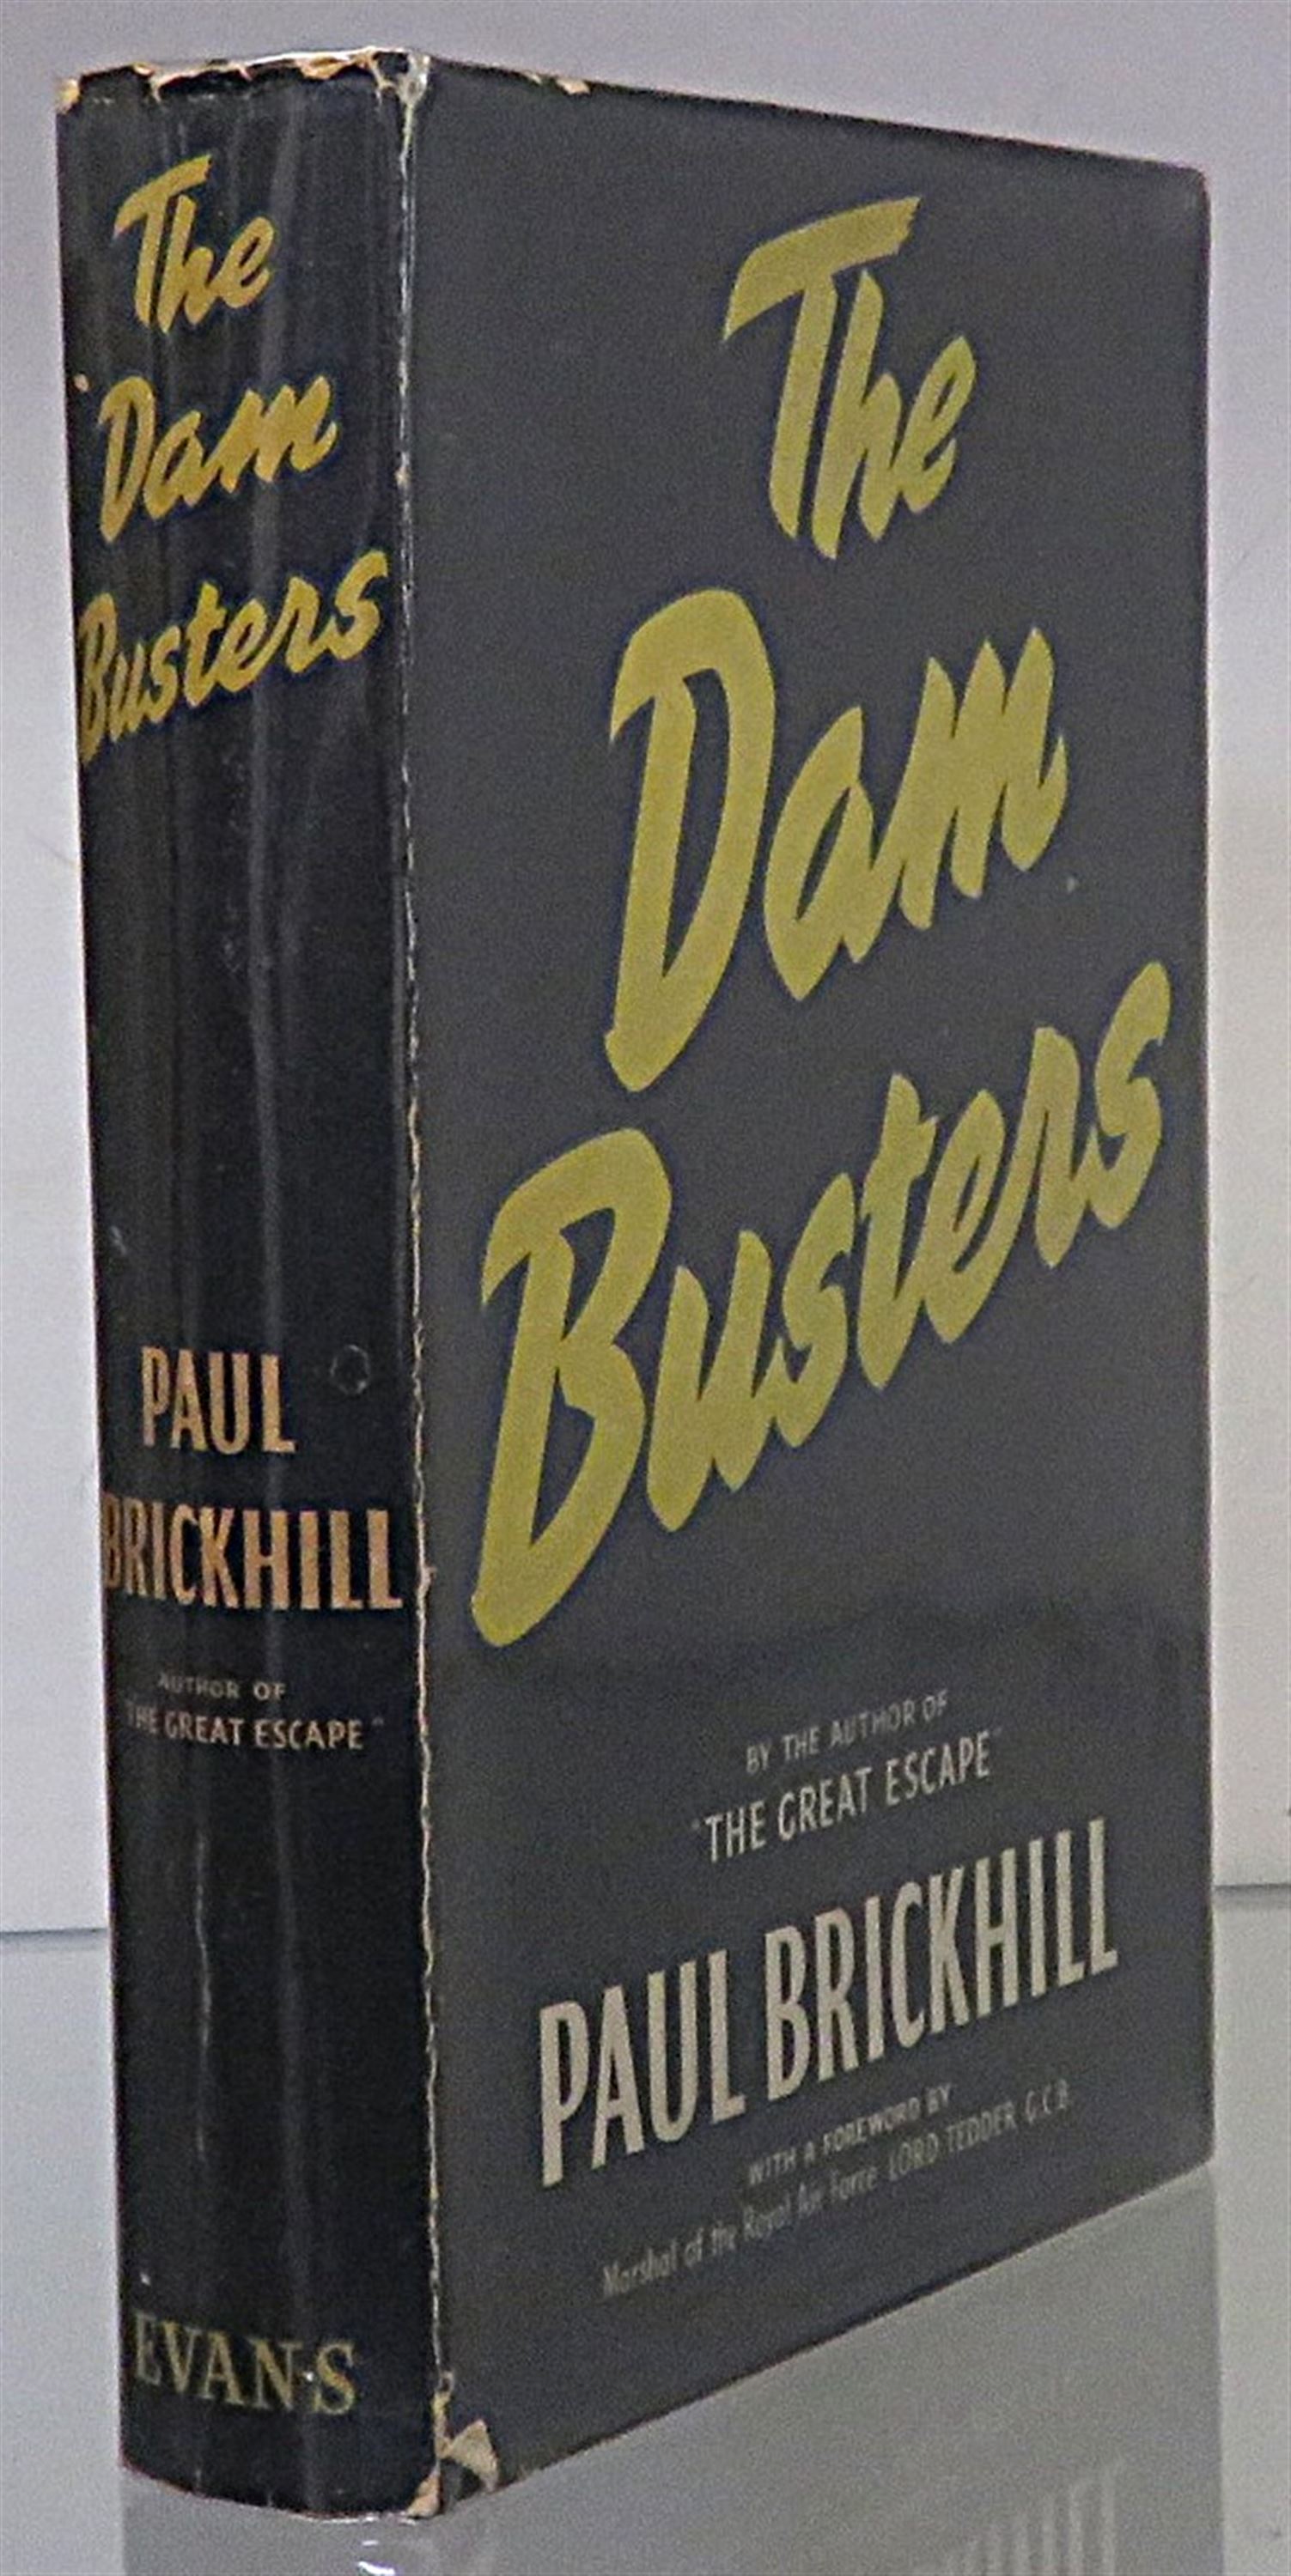 The
Dam
Busters
PAUL
BRICKHILL
AUTHOR OF
"THE GREAT ESCAPE"
EVANS
The
Dam
Busters
BY THE AUTHOR OF
"THE GREAT ESCAPE"
PAUL BRICKHILL
WITH A FOREWORD BY
Marshal of the Royal Air Force LORD TEDDER G.C.B.